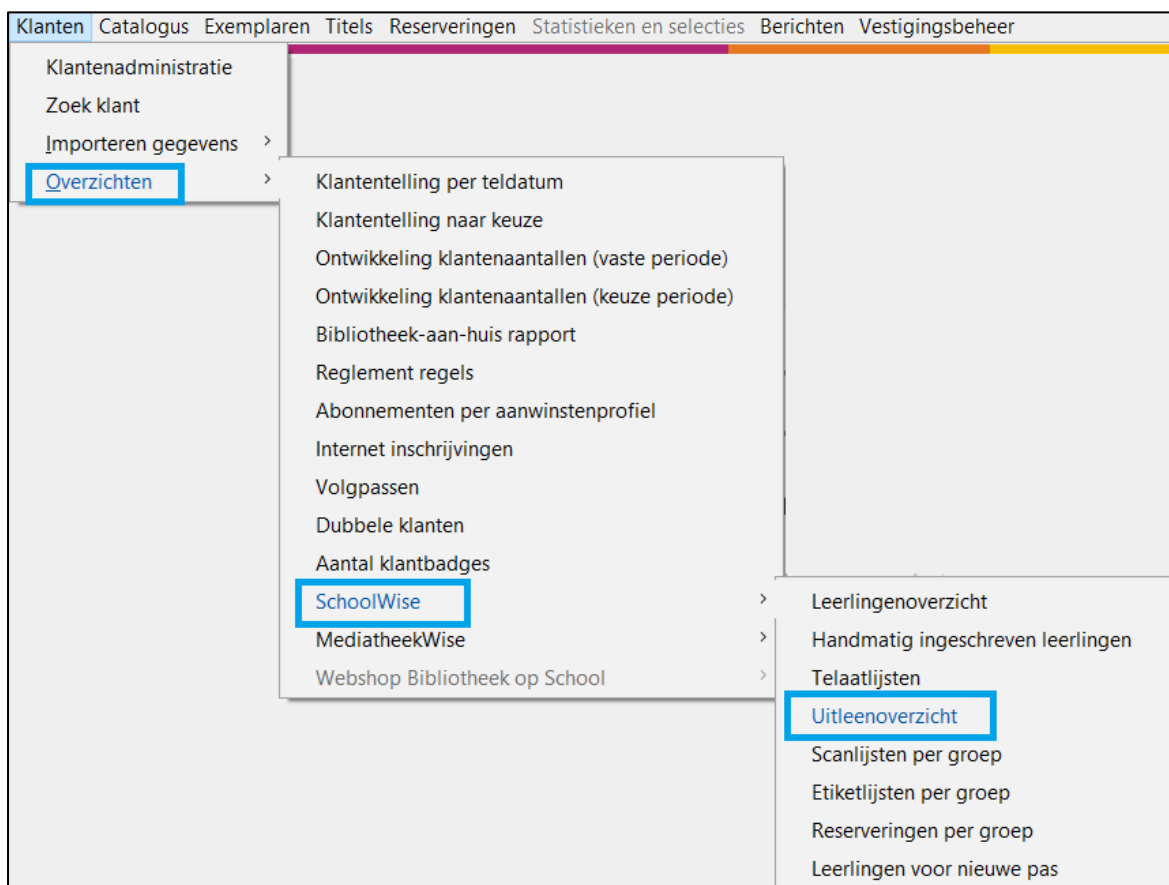 Klanten Catalogus Exemplaren Titels Reserveringen Statistieken en selecties Berichten Vestigingsbeheer
Klantenadministratie
Zoek klant
Importeren gegevens
Overzichten
Klantentelling per teldatum
Klantentelling naar keuze
Ontwikkeling klantenaantallen (vaste periode)
Ontwikkeling klantenaantallen (keuze periode)
Bibliotheek-aan-huis rapport
Reglement regels
Abonnementen per aanwinstenprofiel
Internet inschrijvingen
Volgpassen
Dubbele klanten
Aantal klantbadges
SchoolWise
MediatheekWise
Webshop Bibliotheek op School
Leerlingenoverzicht
Handmatig ingeschreven leerlingen
Telaatlijsten
Uitleenoverzicht
Scanlijsten per groep
Etiketlijsten per groep
Reserveringen per groep
Leerlingen voor nieuwe pas